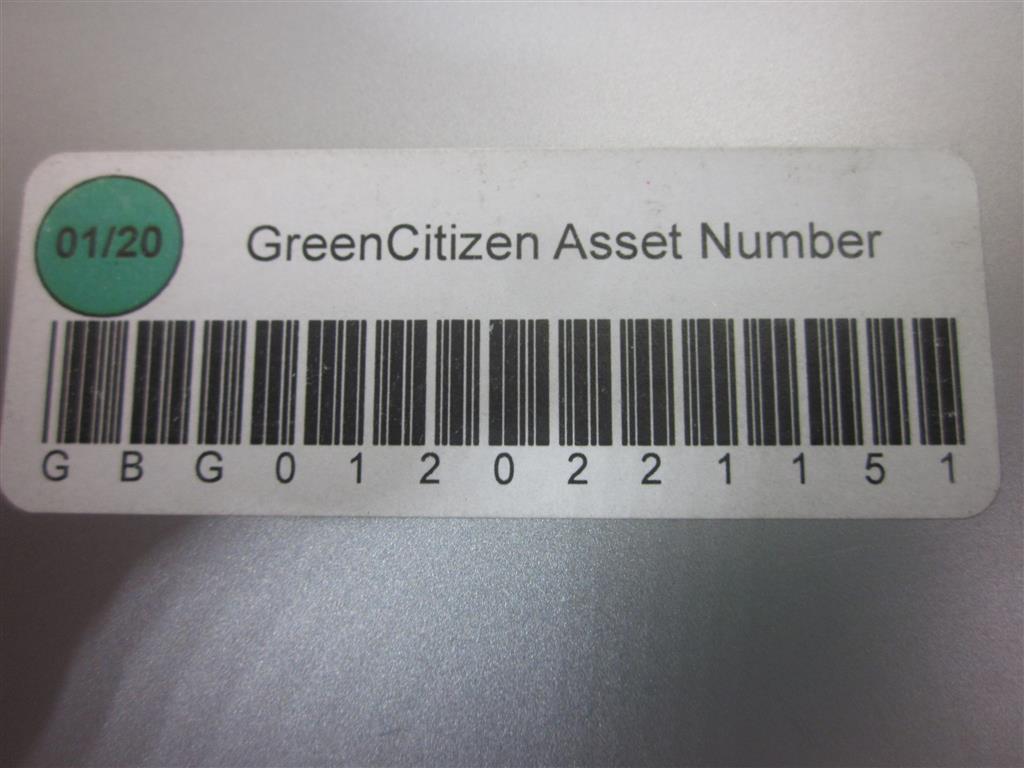 01/20
GreenCitizen Asset Number
GBG0120221151